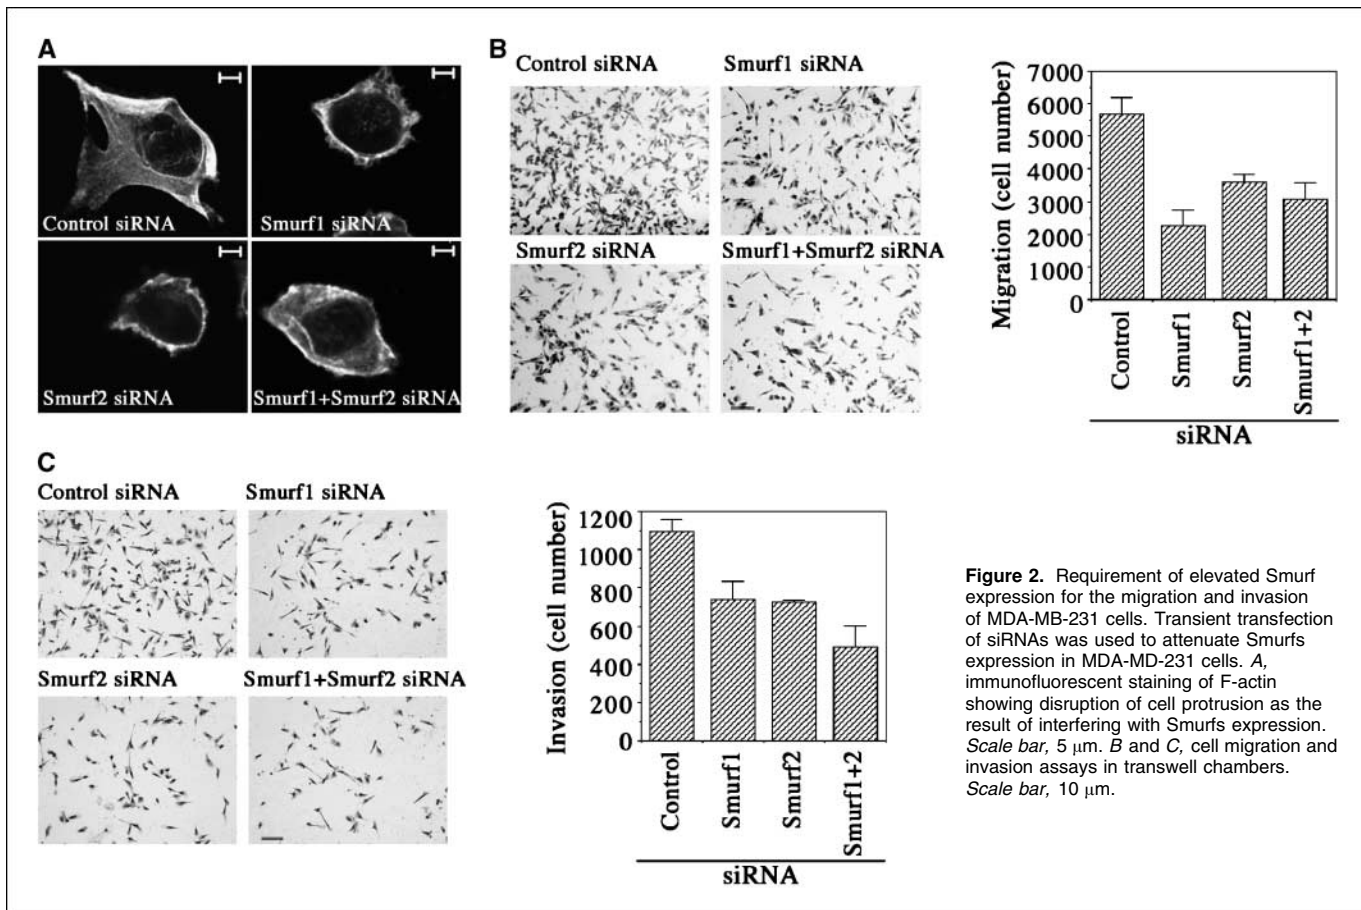 A
Control siRNA
Smurf1 siRNA
Smurf2 siRNA
Smurf1+Smurf2 siRNA
B
Control siRNA
Smurf1 siRNA
Smurf2 siRNA
Smurf1+Smurf2 siRNA
Migration (cell number)
7000
6000
5000
4000
3000
2000
1000
0
Control
Smurf1
Smurf2
Smurf1+2
siRNA
C
Control siRNA
Smurf1 siRNA
Smurf2 siRNA
Smurf1+Smurf2 siRNA
Invasion (cell number)
1200
1000
800
600
400
200
0
Control
Smurf1
Smurf2
Smurf1+2
siRNA
Figure 2. Requirement of elevated Smurf
expression for the migration and invasion
of MDA-MB-231 cells. Transient transfection
of siRNAs was used to attenuate Smurfs
expression in MDA-MD-231 cells. A,
immunofluorescent staining of F-actin
showing disruption of cell protrusion as the
result of interfering with Smurfs expression.
Scale bar, 5 μm. B and C, cell migration and
invasion assays in transwell chambers.
Scale bar, 10 μm.